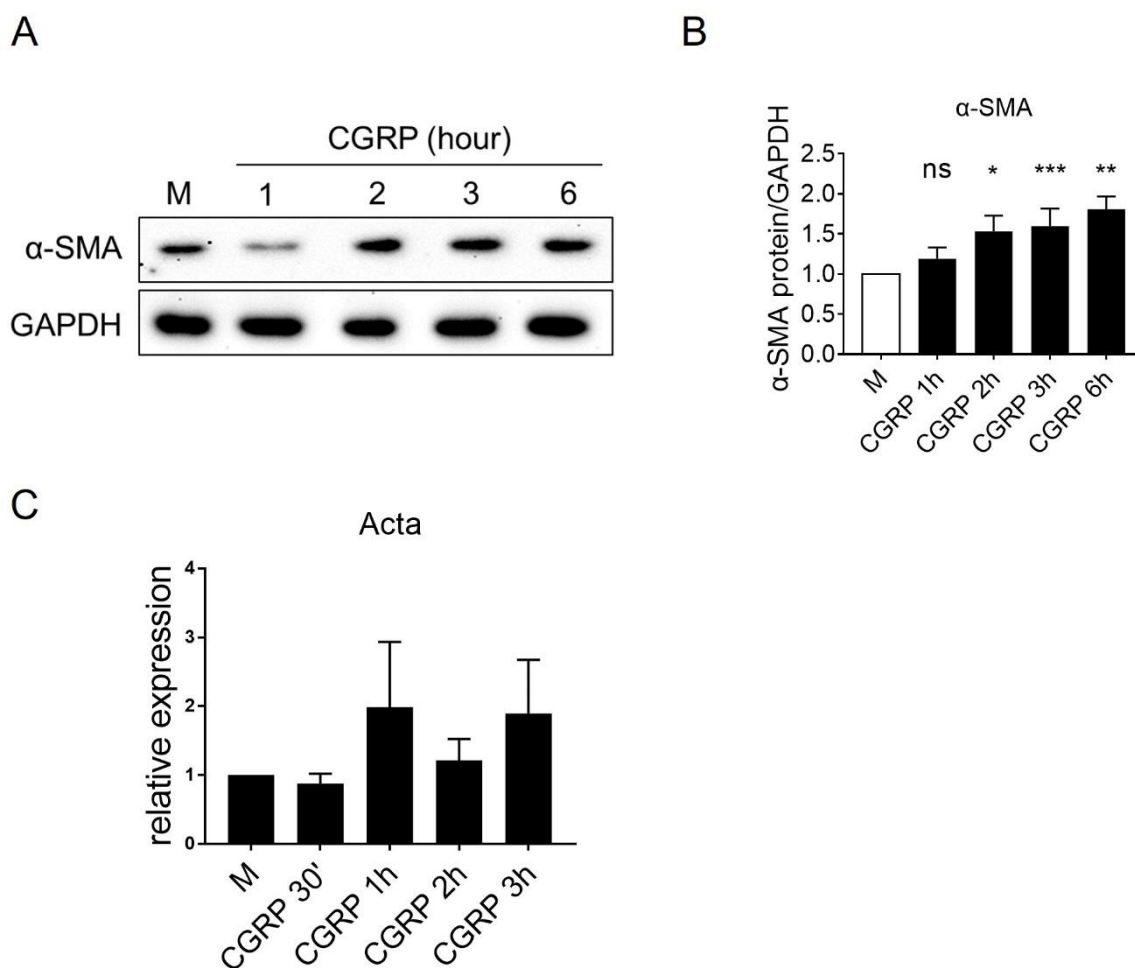 A
CGRP (hour)
M 1 2 3 6
α-SMA
GAPDH
B
α-SMA
α-SMA protein/GAPDH
2.5
2.0
1.5
1.0
0.5
0.0
ns * *** **
M
CGRP 1h
CGRP 2h
CGRP 3h
CGRP 6h
C
Acta
relative expression
4
3
2
1
0
M
CGRP 30'
CGRP 1h
CGRP 2h
CGRP 3h